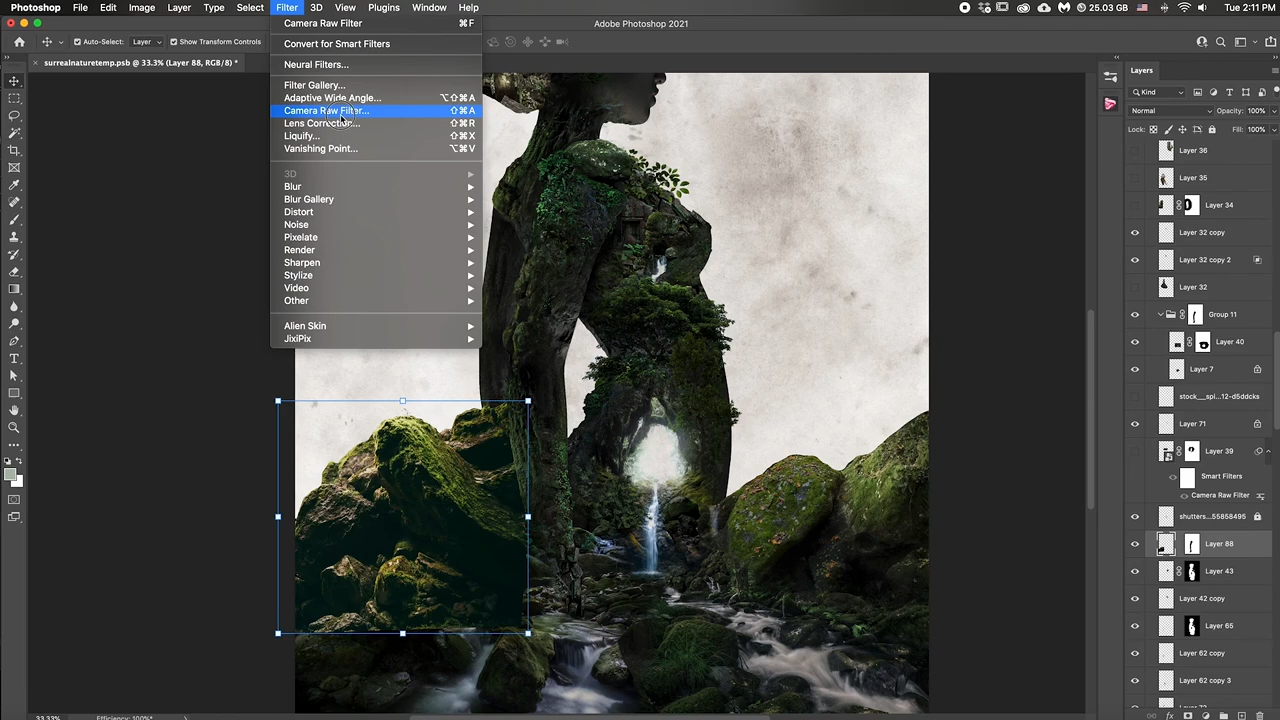 Photoshop File Edit Image Layer Type Select Filter 3D View Plugins Window Help 25.03 GB Tue 2:11 PM
Adobe Photoshop 2021
Auto-Select: Layer Show Transform Controls
surrealnaturetemp.psb @ 33.3% (Layer 88, RGB/8) *
Camera Raw Filter ⌘F
Convert for Smart Filters
Neural Filters...
Filter Gallery...
Adaptive Wide Angle... ⌥⇧⌘A
Camera Raw Filter... ⇧⌘A
Lens Correction... ⇧⌘R
Liquify... ⇧⌘X
Vanishing Point... ⌥⌘V
3D
Blur
Blur Gallery
Distort
Noise
Pixelate
Render
Sharpen
Stylize
Video
Other
Alien Skin
JixiPix
Layers
Kind
Normal Opacity: 100%
Lock: Fill: 100%
Layer 36
Layer 35
Layer 34
Layer 32 copy
Layer 32 copy 2
Layer 32
Group 11
Layer 40
Layer 7
stock___spi...12-d5ddcks
Layer 71
Layer 39
Smart Filters
Camera Raw Filter
shutters...55858495
Layer 88
Layer 43
Layer 42 copy
Layer 65
Layer 62 copy
Layer 62 copy 3
33.33% Efficiency: 100%*